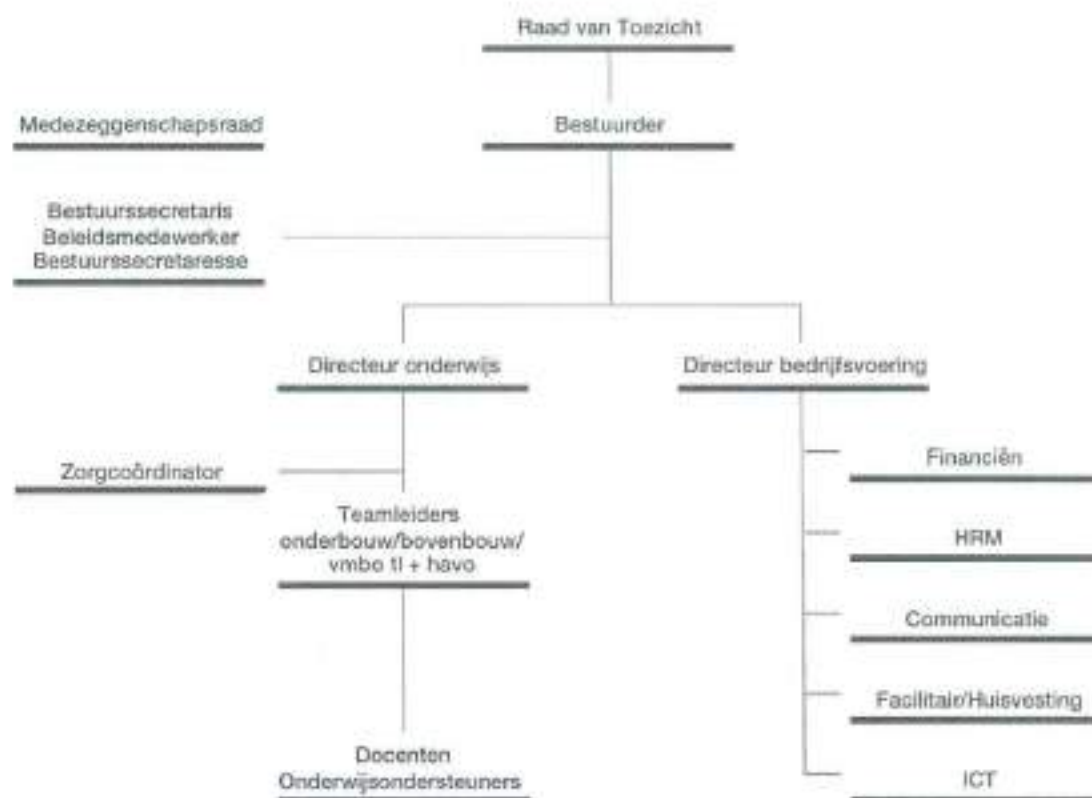 Raad van Toezicht
Medezeggenschapsraad
Bestuurder
Bestuurssecretaris
Beleidsmedewerker
Bestuurssecretaresse
Directeur onderwijs
Directeur bedrijfsvoering
Zorgcoördinator
Financiën
Teamleiders
onderbouw/bovenbouw/
vmbo tl + havo
HRM
Communicatie
Facilitair/Huisvesting
Docenten
Onderwijsondersteuners
ICT